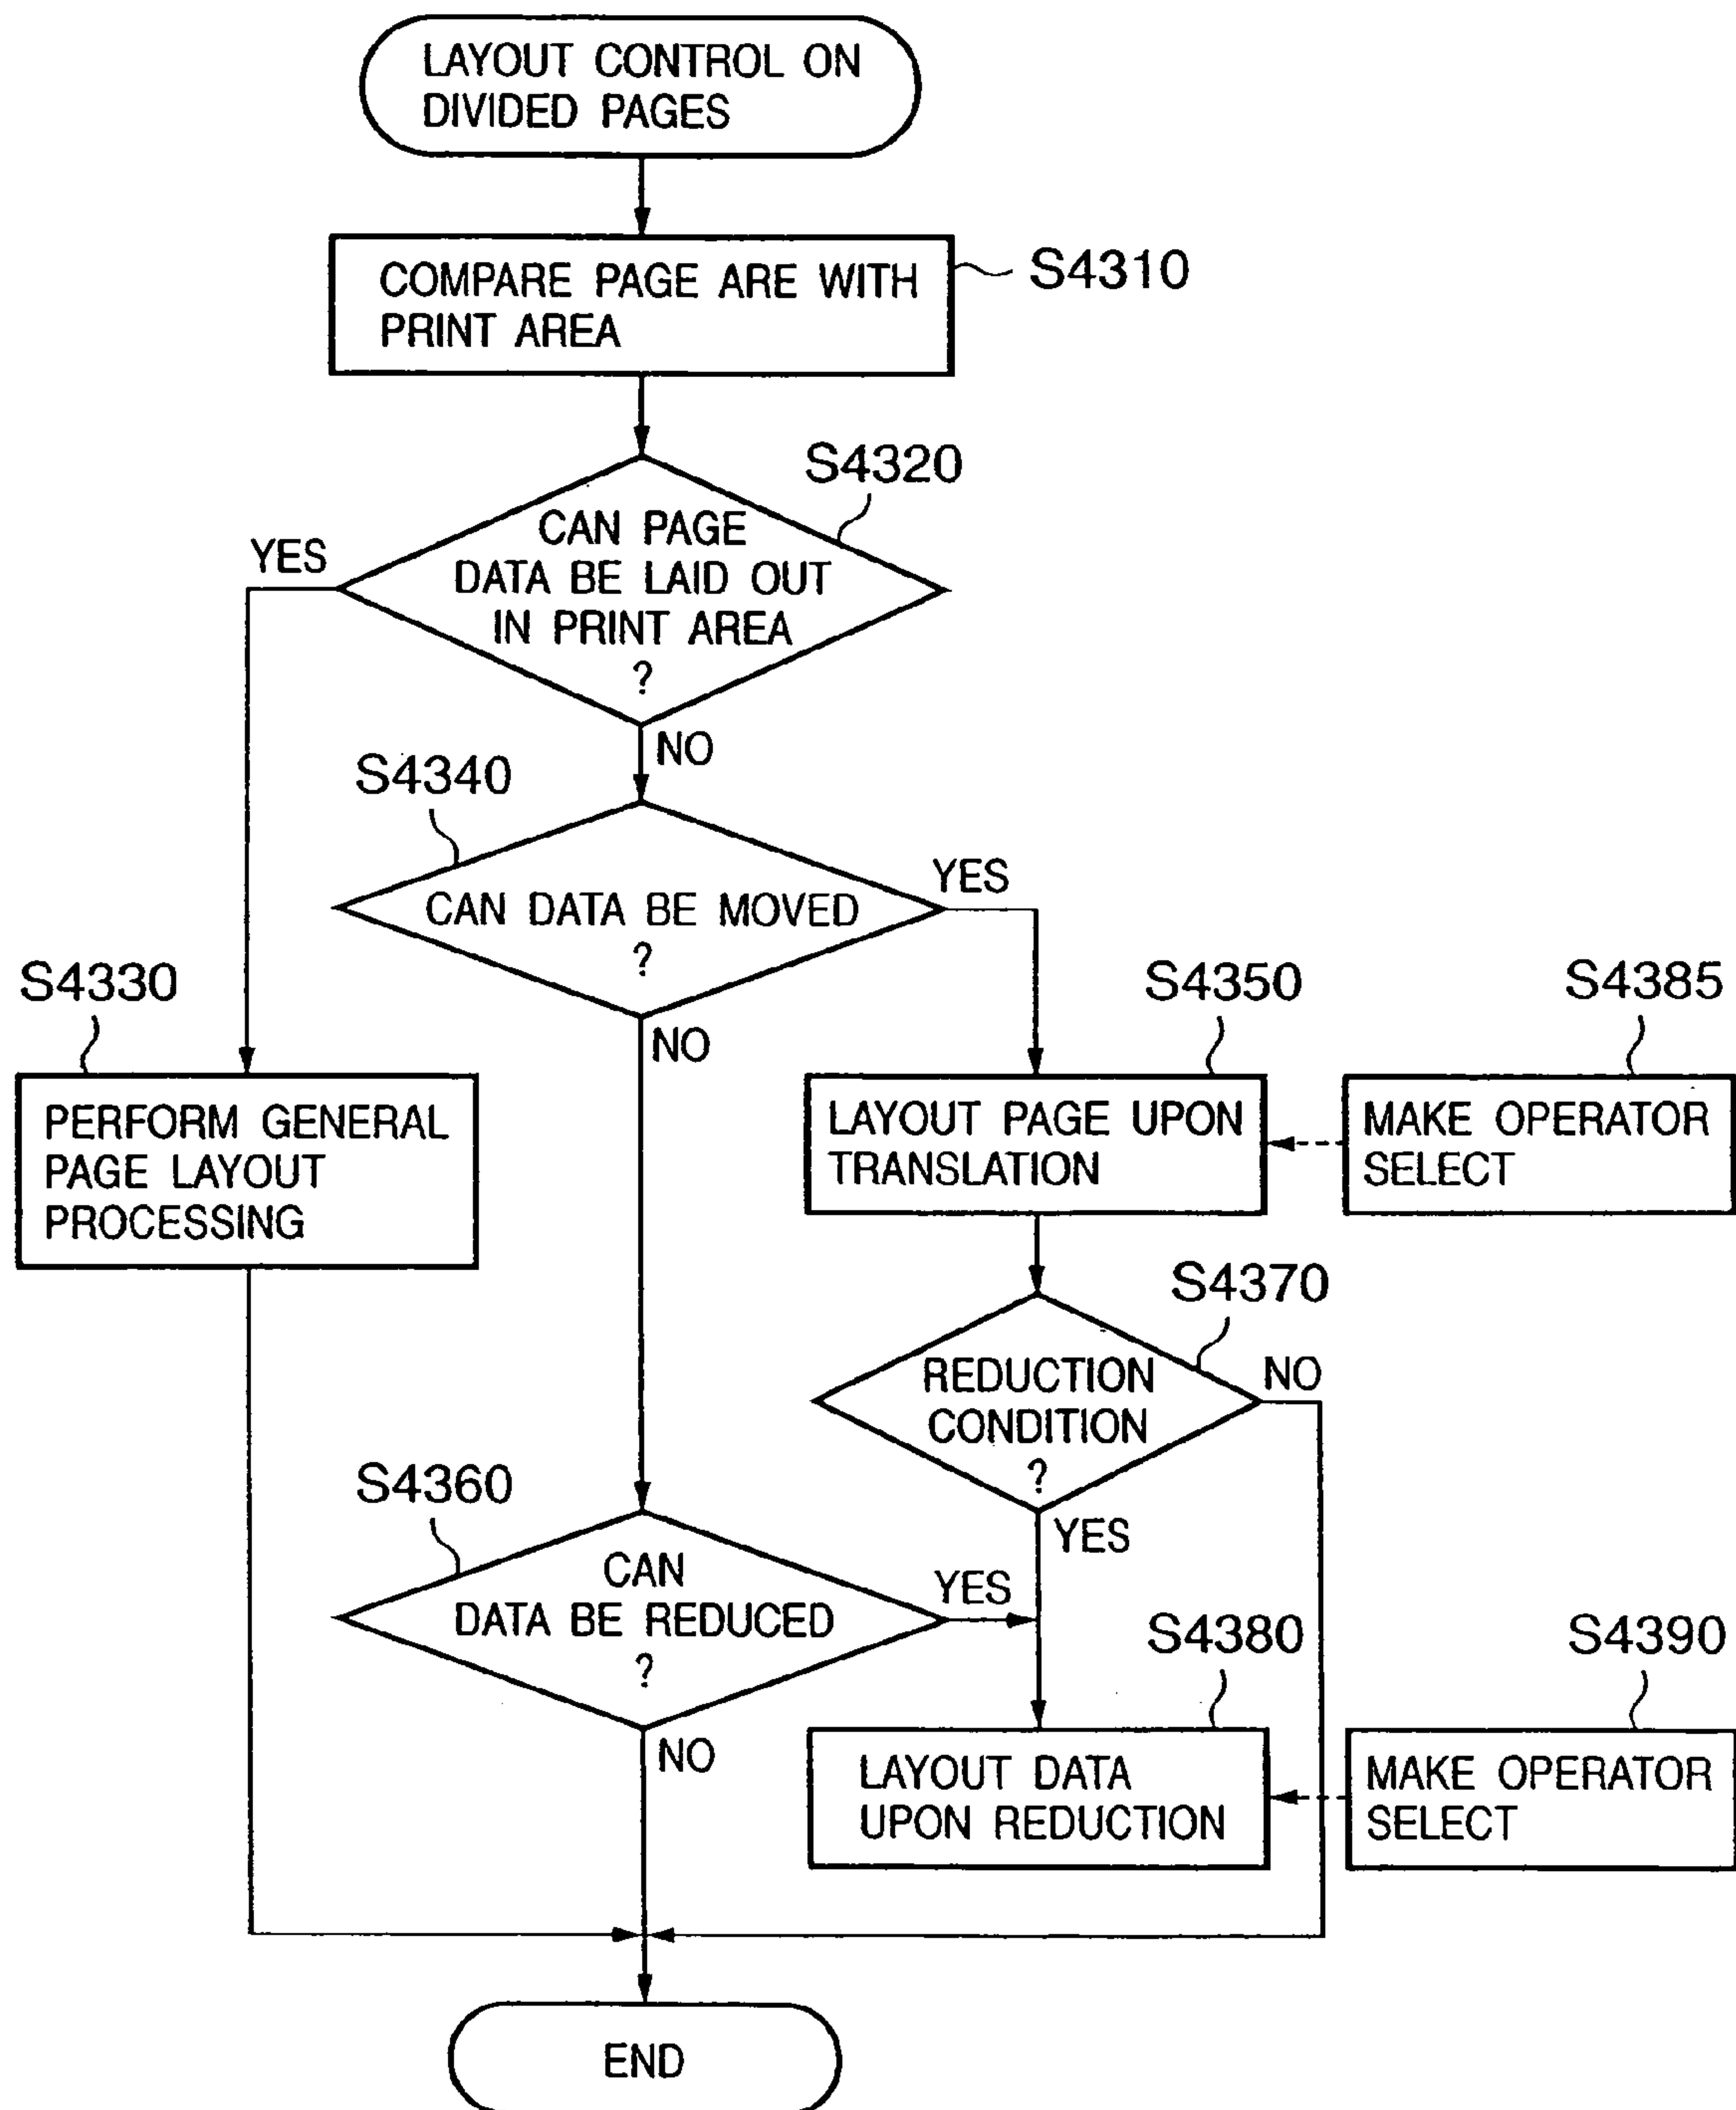 LAYOUT CONTROL ON
DIVIDED PAGES
COMPARE PAGE ARE WITH
PRINT AREA
S4310
S4320
CAN PAGE
DATA BE LAID OUT
IN PRINT AREA
?
YES
NO
S4340
CAN DATA BE MOVED
?
YES
NO
S4330
PERFORM GENERAL
PAGE LAYOUT
PROCESSING
S4350
LAYOUT PAGE UPON
TRANSLATION
S4385
MAKE OPERATOR
SELECT
S4370
REDUCTION
CONDITION
?
NO
YES
S4360
CAN
DATA BE REDUCED
?
YES
NO
S4380
LAYOUT DATA
UPON REDUCTION
S4390
MAKE OPERATOR
SELECT
END